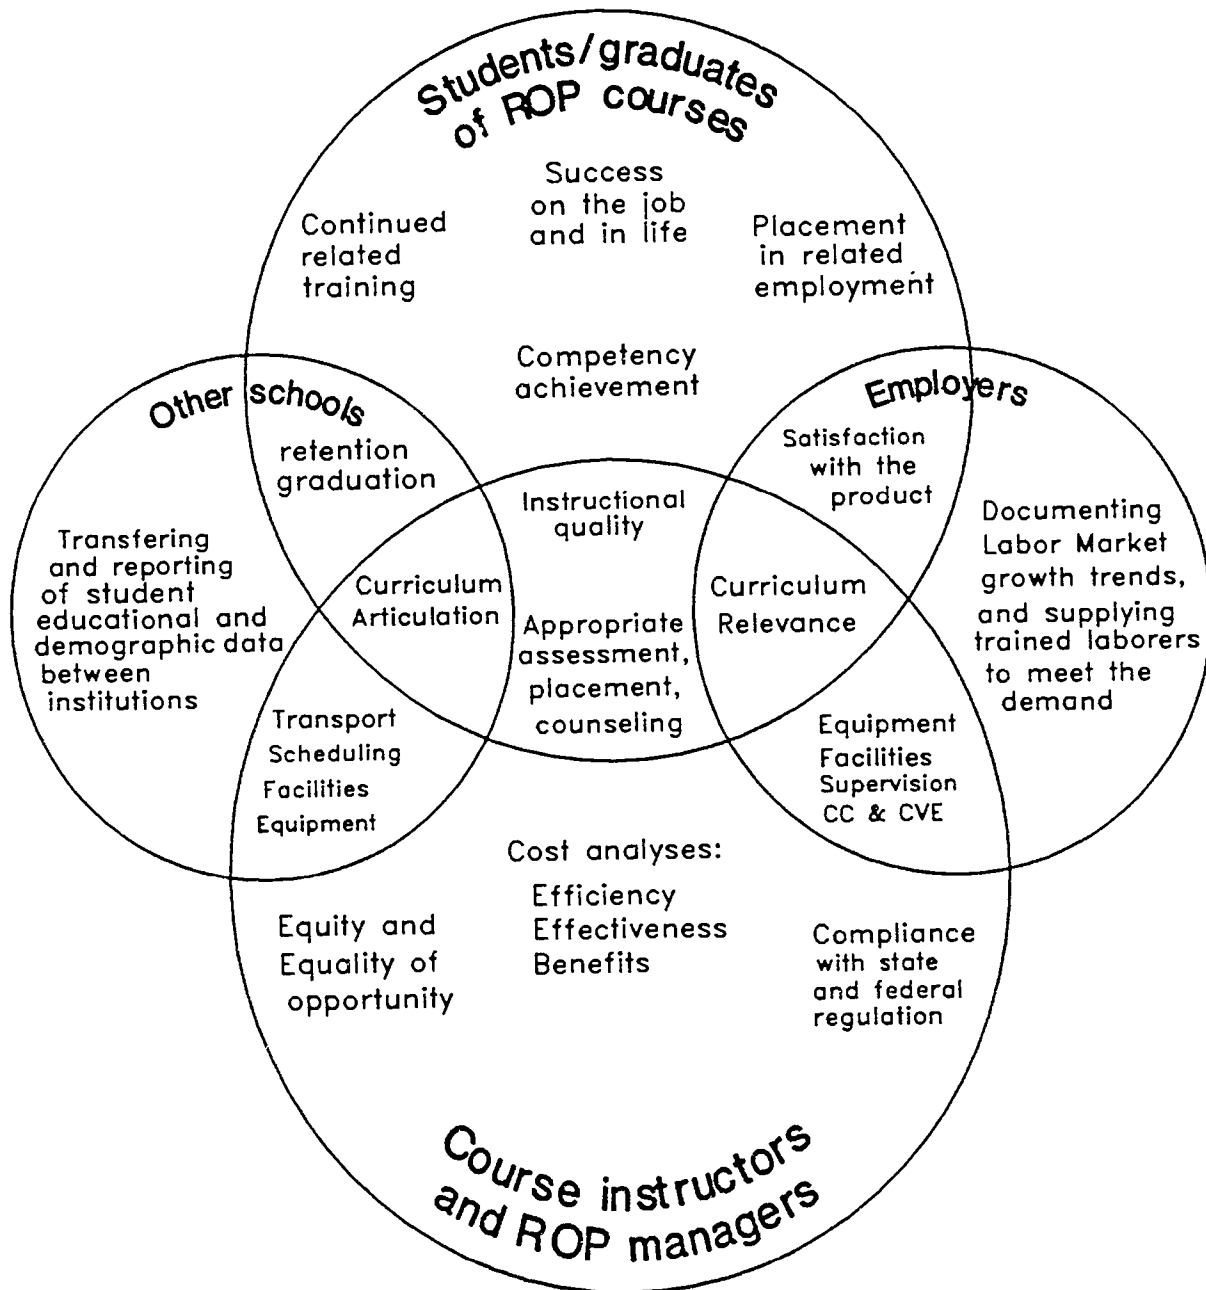 Students/graduates
of ROP courses
Success
on the job
and in life
Continued
related
training
Placement
in related
employment
Competency
achievement
Other schools
retention
graduation
Employers
Satisfaction
with the
product
Instructional
quality
Transfering
and reporting
of student
educational and
demographic data
between
institutions
Curriculum
Articulation
Appropriate
assessment,
placement,
counseling
Curriculum
Relevance
Documenting
Labor Market
growth trends,
and supplying
trained laborers
to meet the
demand
Transport
Scheduling
Facilities
Equipment
Equipment
Facilities
Supervision
CC & CVE
Cost analyses:
Efficiency
Effectiveness
Benefits
Equity and
Equality of
opportunity
Compliance
with state
and federal
regulation
Course instructors
and ROP managers